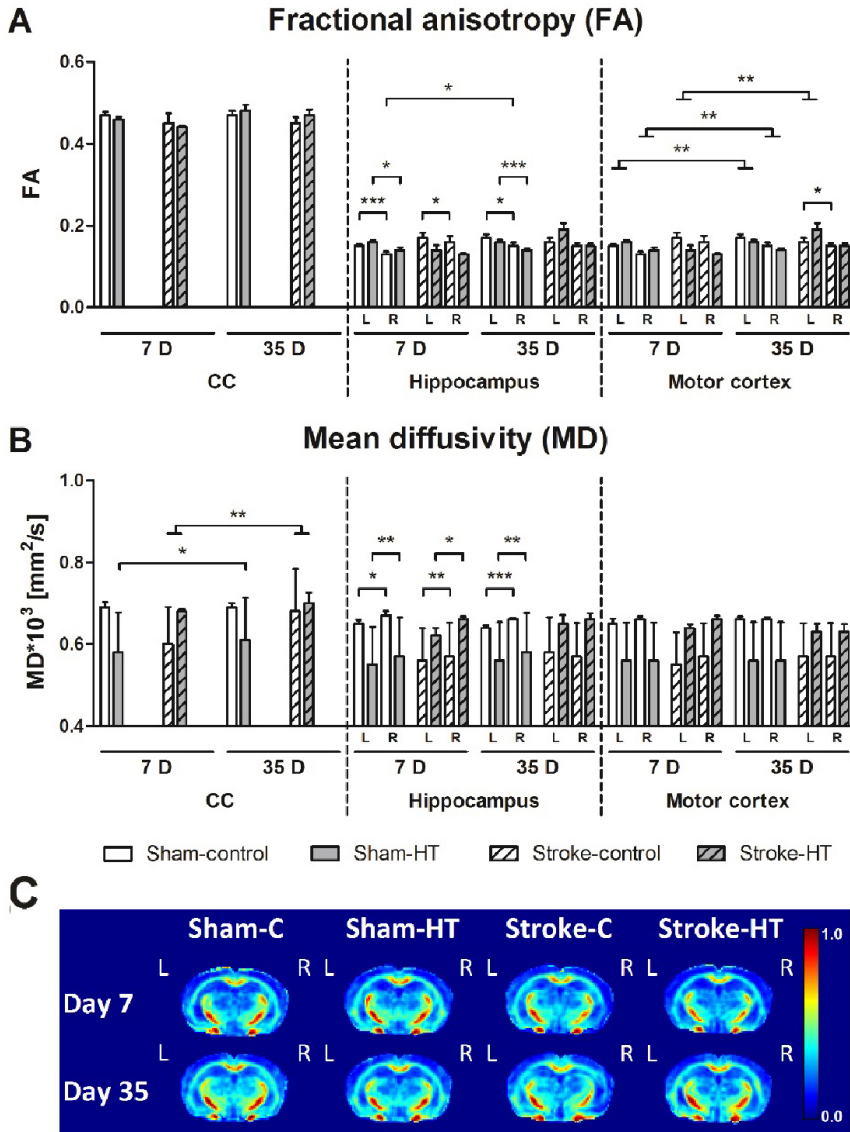 A
Fractional anisotropy (FA)
FA
0.6
0.4
0.2
0.0
*
**
**
**
* ***
*** * * *
L R L R L R L R L R L R L R L R
7 D 35 D 7 D 35 D 7 D 35 D
CC Hippocampus Motor cortex
B
Mean diffusivity (MD)
MD*10³ [mm²/s]
1.0
0.8
0.6
0.4
**
*
** * **
* ** ***
L R L R L R L R L R L R L R L R
7 D 35 D 7 D 35 D 7 D 35 D
CC Hippocampus Motor cortex
Sham-control Sham-HT Stroke-control Stroke-HT
C
Sham-C Sham-HT Stroke-C Stroke-HT
L R L R L R L R
Day 7
L R L R L R L R
Day 35
1.0
0.0